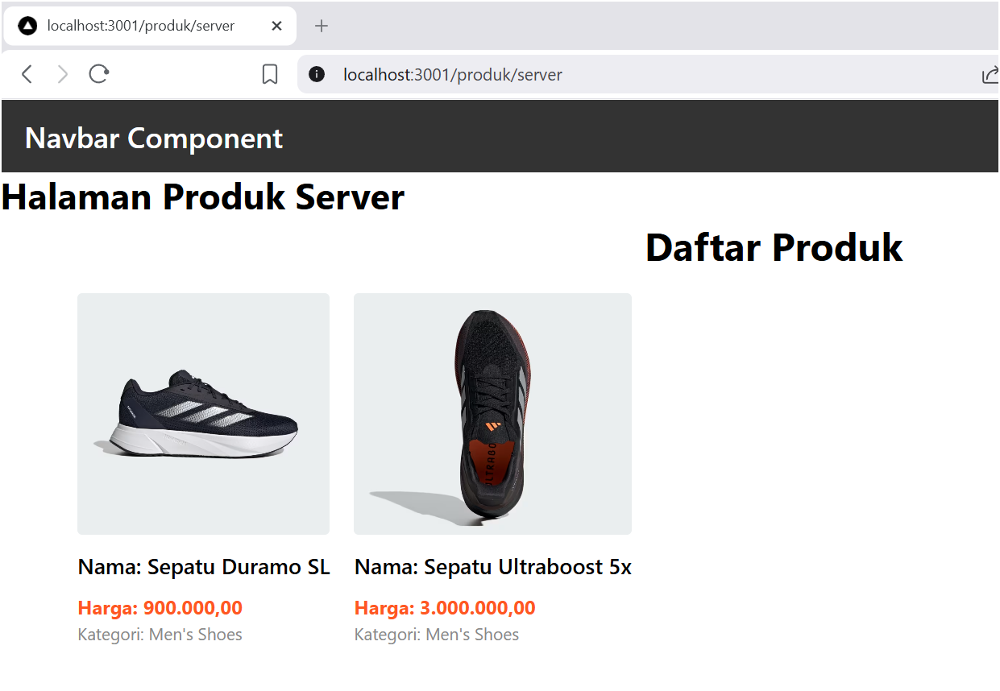 localhost:3001/produk/server
localhost:3001/produk/server
Navbar Component
Halaman Produk Server
Daftar Produk
ULTRABO
Nama: Sepatu Duramo SL
Harga: 900.000,00
Kategori: Men's Shoes
Nama: Sepatu Ultraboost 5x
Harga: 3.000.000,00
Kategori: Men's Shoes